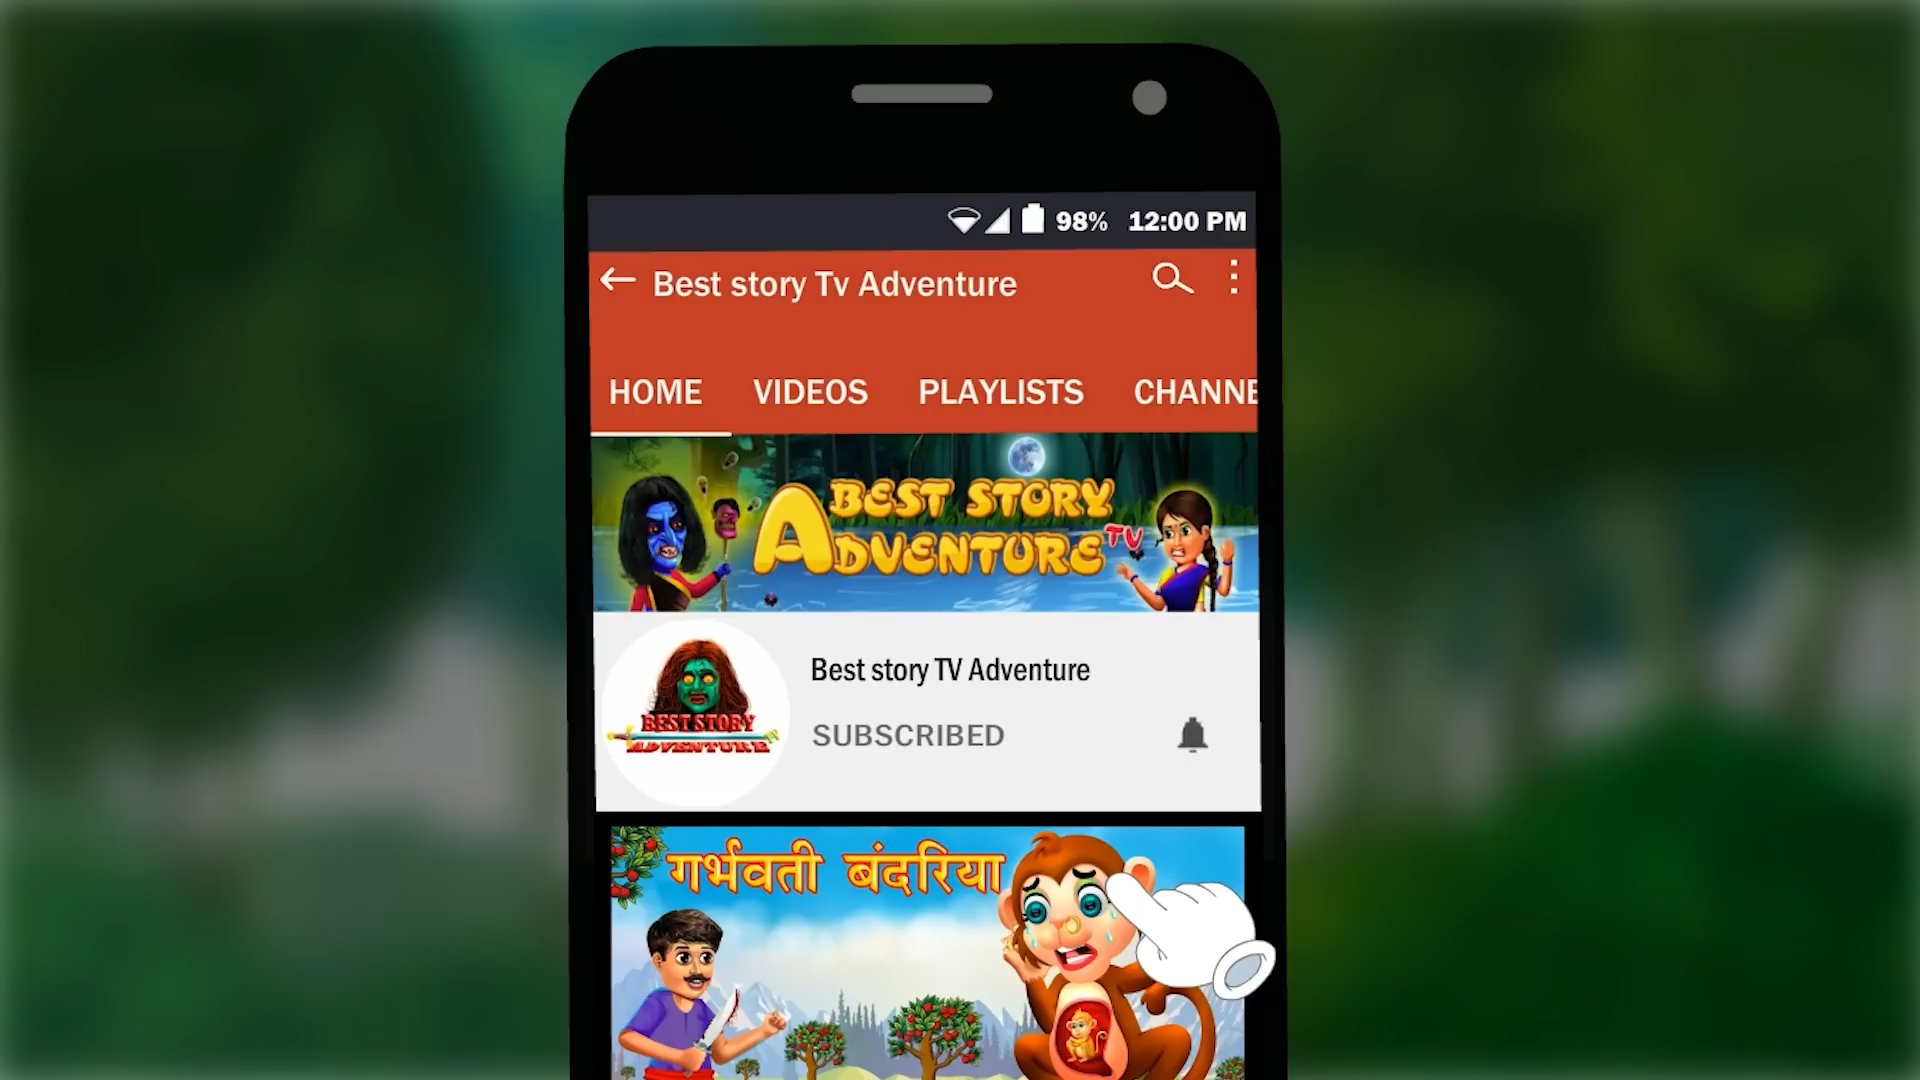 98% 12:00 PM
Best story Tv Adventure
HOME VIDEOS PLAYLISTS CHANNE
BEST STORY
ADVENTURE TV
Best story TV Adventure
SUBSCRIBED
BEST STORY
ADVENTURE TV
गर्भवती बंदरिया